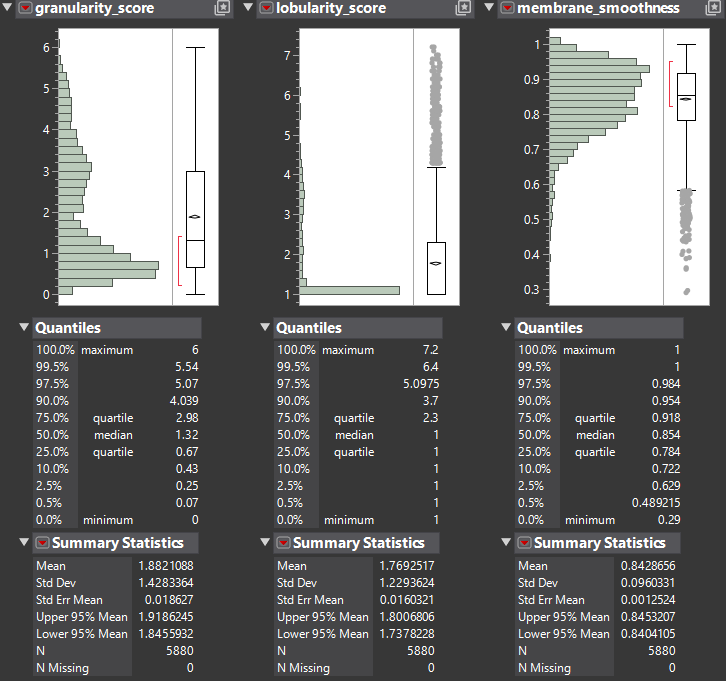 granularity_score
6
5
4
3
2
1
0
Quantiles
100.0% maximum 6
99.5% 5.54
97.5% 5.07
90.0% 4.039
75.0% quartile 2.98
50.0% median 1.32
25.0% quartile 0.67
10.0% 0.43
2.5% 0.25
0.5% 0.07
0.0% minimum 0
Summary Statistics
Mean 1.8821088
Std Dev 1.4283364
Std Err Mean 0.018627
Upper 95% Mean 1.9186245
Lower 95% Mean 1.8455932
N 5880
N Missing 0
lobularity_score
7
6
5
4
3
2
1
Quantiles
100.0% maximum 7.2
99.5% 6.4
97.5% 5.0975
90.0% 3.7
75.0% quartile 2.3
50.0% median 1
25.0% quartile 1
10.0% 1
2.5% 1
0.5% 1
0.0% minimum 1
Summary Statistics
Mean 1.7692517
Std Dev 1.2293624
Std Err Mean 0.0160321
Upper 95% Mean 1.8006806
Lower 95% Mean 1.7378228
N 5880
N Missing 0
membrane_smoothness
1
0.9
0.8
0.7
0.6
0.5
0.4
0.3
Quantiles
100.0% maximum 1
99.5% 1
97.5% 0.984
90.0% 0.954
75.0% quartile 0.918
50.0% median 0.854
25.0% quartile 0.784
10.0% 0.722
2.5% 0.629
0.5% 0.489215
0.0% minimum 0.29
Summary Statistics
Mean 0.8428656
Std Dev 0.0960331
Std Err Mean 0.0012524
Upper 95% Mean 0.8453207
Lower 95% Mean 0.8404105
N 5880
N Missing 0